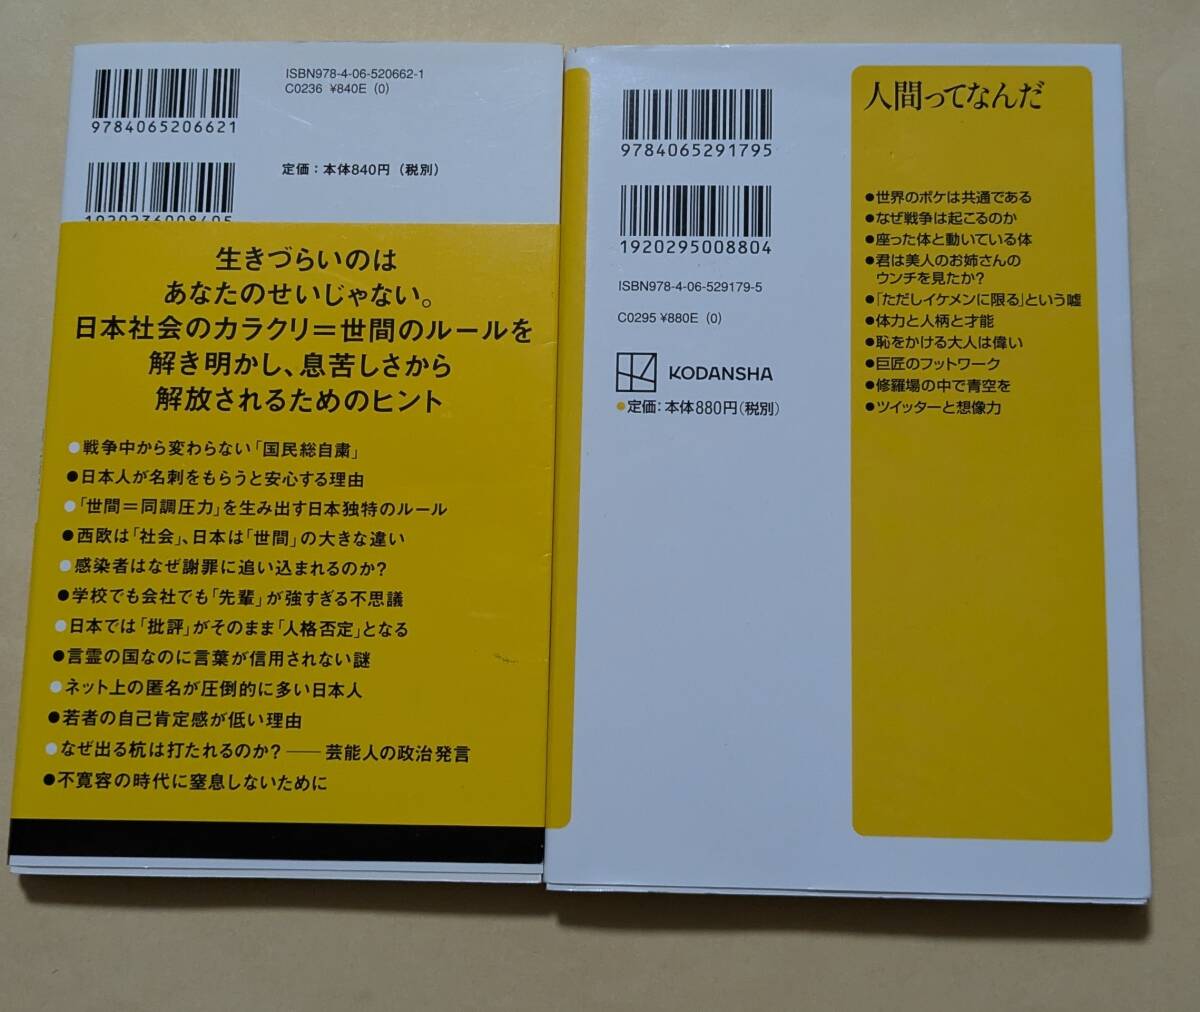 ISBN978-4-06-520662-1
C0236 ¥840E (0)
9784065206621
定価：本体840円（税別）
1920236008405
生きづらいのは
あなたのせいじゃない。
日本社会のカラクリ＝世間のルールを
解き明かし、息苦しさから
解放されるためのヒント
●戦争中から変わらない「国民総自粛」
●日本人が名刺をもらうと安心する理由
●「世間＝同調圧力」を生み出す日本独特のルール
●西欧は「社会」、日本は「世間」の大きな違い
●感染者はなぜ謝罪に追い込まれるのか？
●学校でも会社でも「先輩」が強すぎる不思議
●日本では「批評」がそのまま「人格否定」となる
●言霊の国なのに言葉が信用されない謎
●ネット上の匿名が圧倒的に多い日本人
●若者の自己肯定感が低い理由
●なぜ出る杭は打たれるのか？――芸能人の政治発言
●不寛容の時代に窒息しないために
9784065291795
1920295008804
ISBN978-4-06-529179-5
C0295 ¥880E (0)
KODANSHA
●定価：本体880円（税別）
人間ってなんだ
●世界のボケは共通である
●なぜ戦争は起こるのか
●座った体と動いている体
●君は美人のお姉さんの
ウンチを見たか？
●「ただしイケメンに限る」という嘘
●体力と人柄と才能
●恥をかける大人は偉い
●巨匠のフットワーク
●修羅場の中で青空を
●ツイッターと想像力